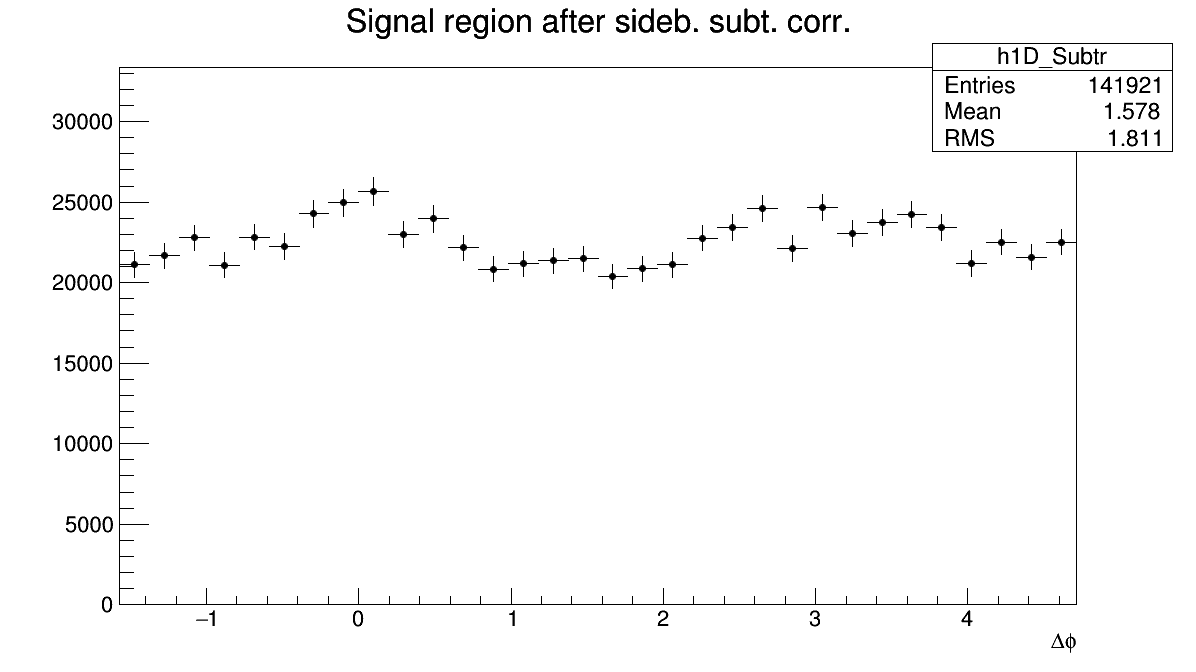 Signal region after sideb. subt. corr.
h1D_Subtr
Entries 141921
Mean 1.578
RMS 1.811
30000
25000
20000
15000
10000
5000
0
−1 0 1 2 3 4
Δϕ